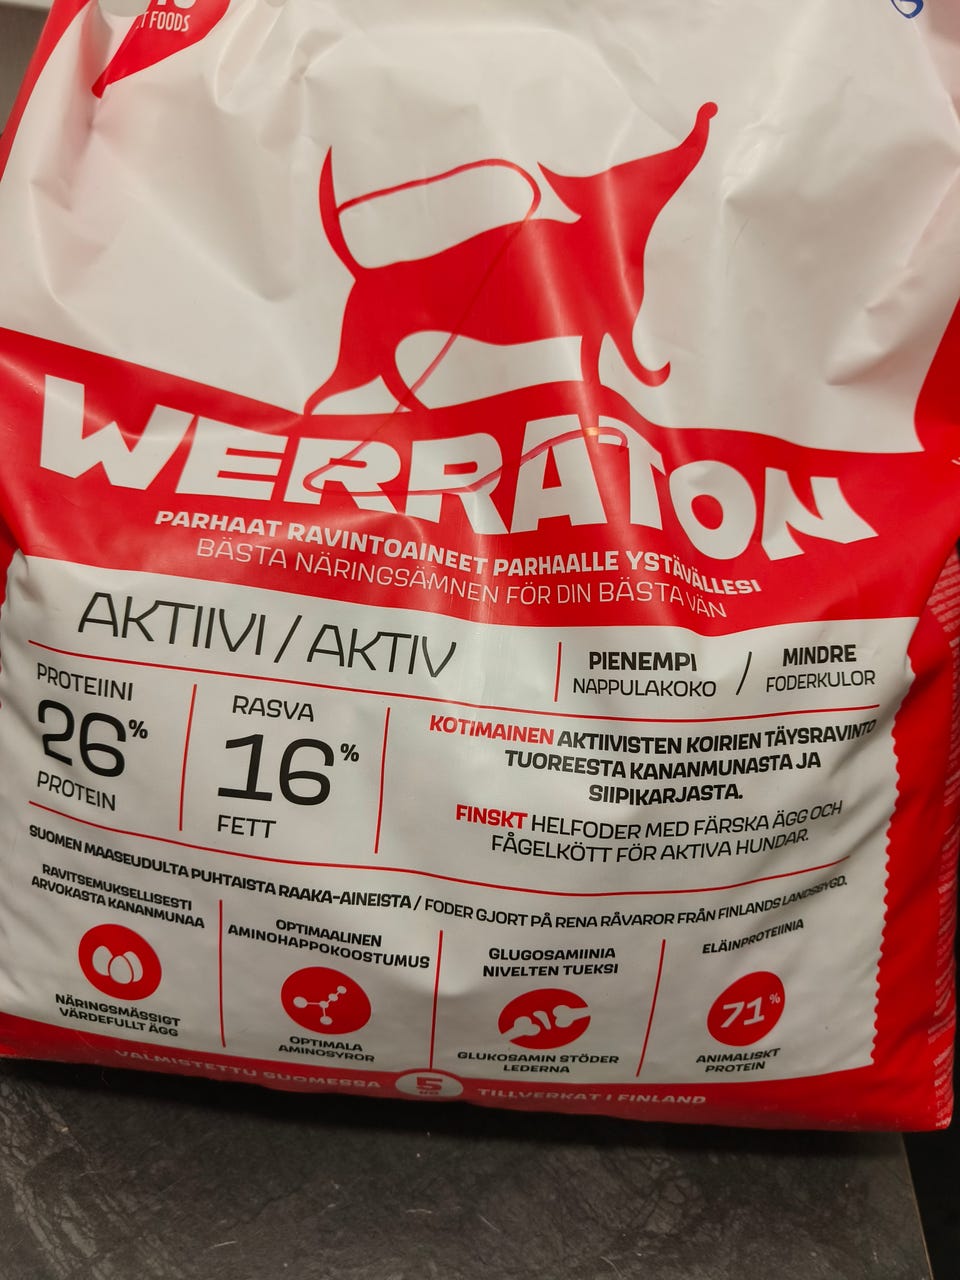 FOODS
WERRATON
PARHAAT RAVINTOAINEET PARHAALLE YSTÄVÄLLESI
BÄSTA NÄRINGSÄMNEN FÖR DIN BÄSTA VÄN
AKTIIVI / AKTIV
PIENEMPI
NAPPULAKOKO
/
MINDRE
FODERKULOR
PROTEIINI
26%
PROTEIN
RASVA
16%
FETT
KOTIMAINEN AKTIIVISTEN KOIRIEN TÄYSRAVINTO
TUOREESTA KANANMUNASTA JA
SIIPIKARJASTA.
FINSKT HELFODER MED FÄRSKA ÄGG OCH
FÅGELKÖTT FÖR AKTIVA HUNDAR.
SUOMEN MAASEUDULTA PUHTAISTA RAAKA-AINEISTA / FODER GJORT PÅ RENA RÅVAROR FRÅN FINLANDS LANDSBYGD.
RAVITSEMUKSELLISESTI
ARVOKASTA KANANMUNAA
NÄRINGSMÄSSIGT
VÄRDEFULLT ÄGG
OPTIMAALINEN
AMINOHAPPOKOOSTUMUS
OPTIMALA
AMINOSYROR
GLUGOSAMIINIA
NIVELTEN TUEKSI
GLUKOSAMIN STÖDER
LEDERNA
ELÄINPROTEIINIA
71%
ANIMALISKT
PROTEIN
VALMISTETTU SUOMESSA
5
KG
TILLVERKAT I FINLAND